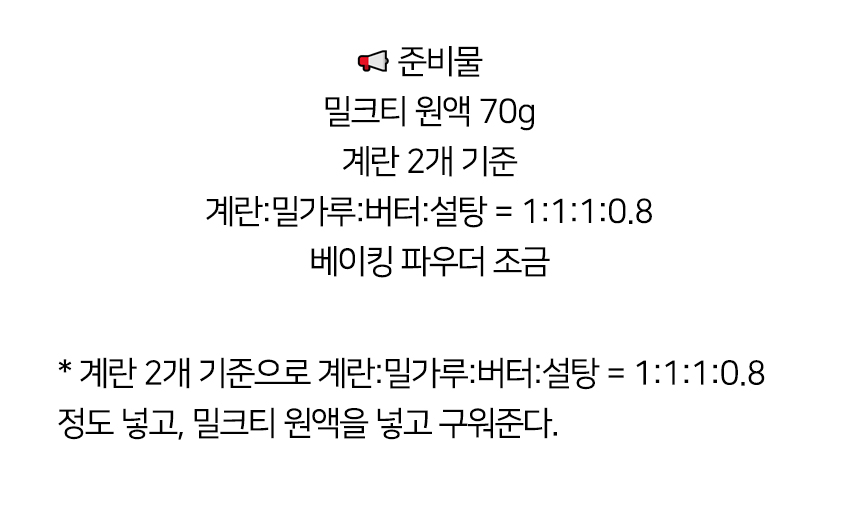 📢 준비물
밀크티 원액 70g
계란 2개 기준
계란:밀가루:버터:설탕 = 1:1:1:0.8
베이킹 파우더 조금
* 계란 2개 기준으로 계란:밀가루:버터:설탕 = 1:1:1:0.8
정도 넣고, 밀크티 원액을 넣고 구워준다.